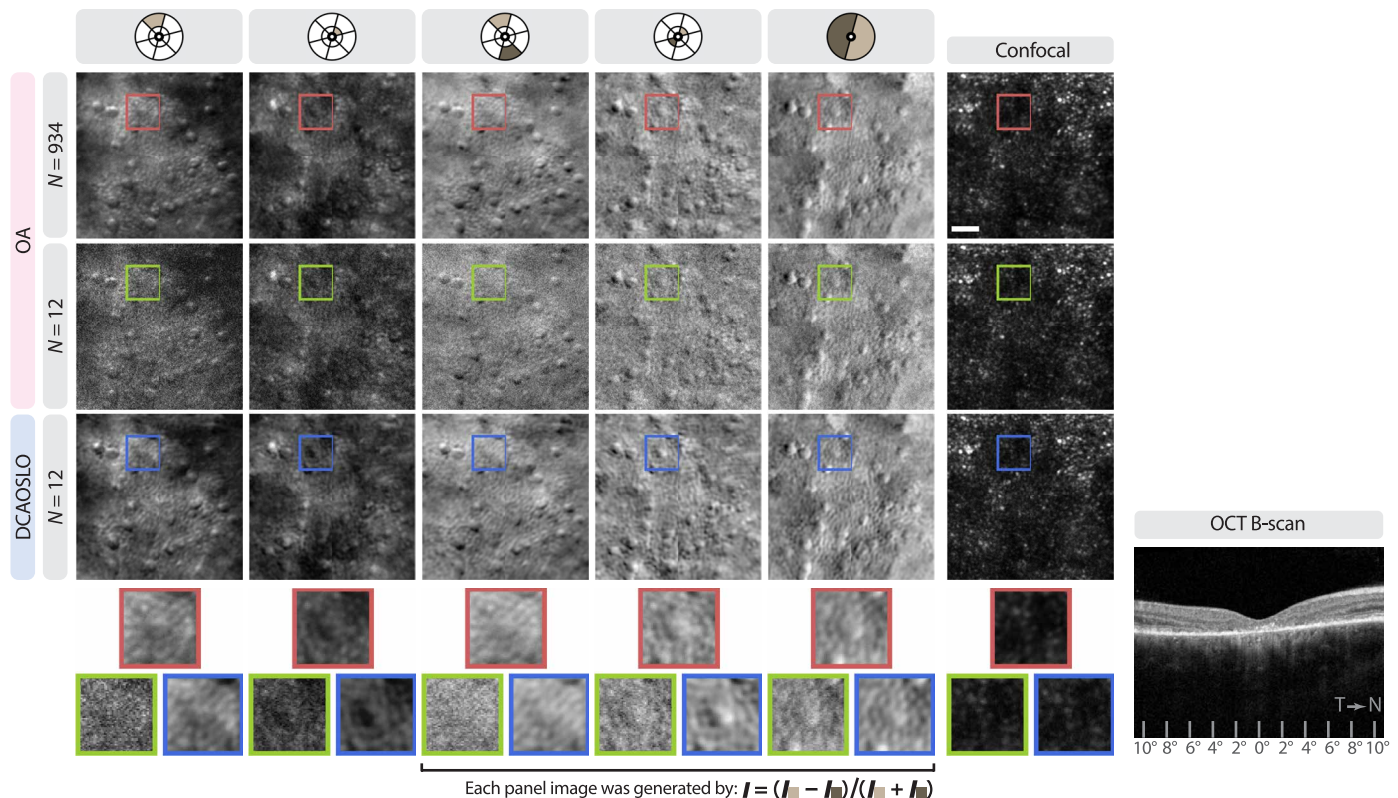 Confocal
OA
N = 934
N = 12
DCAOSLO
N = 12
OCT B-scan
T→N
10° 8° 6° 4° 2° 0° 2° 4° 6° 8° 10°
Each panel image was generated by: I = (I - I)/(I + I)